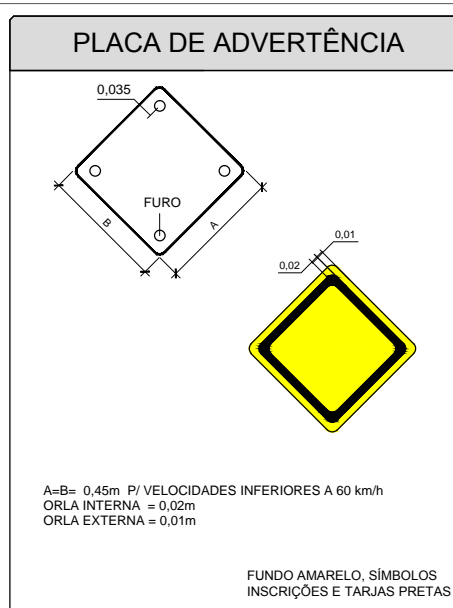 PLACA DE ADVERTÊNCIA
0,035
FURO
B
A
0,01
0,02
A=B= 0,45m P/ VELOCIDADES INFERIORES A 60 km/h
ORLA INTERNA = 0,02m
ORLA EXTERNA = 0,01m
FUNDO AMARELO, SÍMBOLOS
INSCRIÇÕES E TARJAS PRETAS